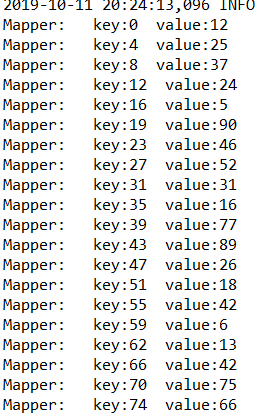 2019-10-11 20:24:13,096 INFO
Mapper: key:0 value:12
Mapper: key:4 value:25
Mapper: key:8 value:37
Mapper: key:12 value:24
Mapper: key:16 value:5
Mapper: key:19 value:90
Mapper: key:23 value:46
Mapper: key:27 value:52
Mapper: key:31 value:31
Mapper: key:35 value:16
Mapper: key:39 value:77
Mapper: key:43 value:89
Mapper: key:47 value:26
Mapper: key:51 value:18
Mapper: key:55 value:42
Mapper: key:59 value:6
Mapper: key:62 value:13
Mapper: key:66 value:42
Mapper: key:70 value:75
Mapper: key:74 value:66